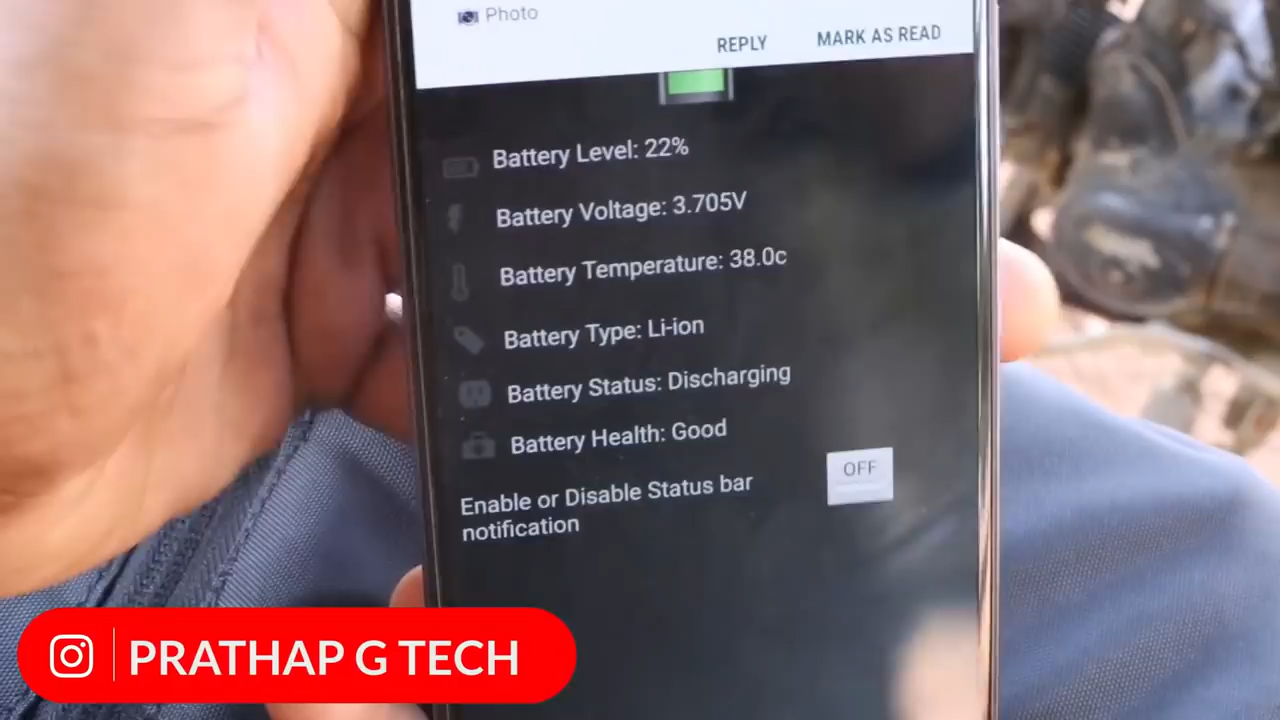 Photo
REPLY MARK AS READ
Battery Level: 22%
Battery Voltage: 3.705V
Battery Temperature: 38.0c
Battery Type: Li-ion
Battery Status: Discharging
Battery Health: Good
Enable or Disable Status bar
notification
OFF
PRATHAP G TECH